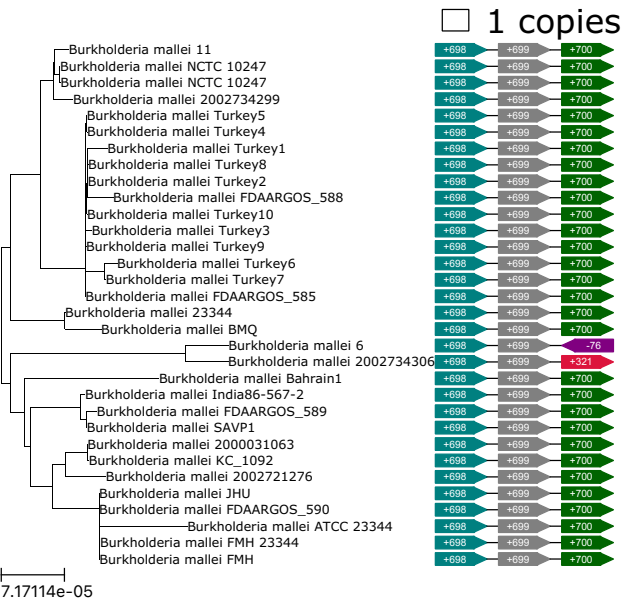 1 copies
Burkholderia mallei 11 +698 +699 +700
Burkholderia mallei NCTC 10247 +698 +699 +700
Burkholderia mallei NCTC 10247 +698 +699 +700
Burkholderia mallei 2002734299 +698 +699 +700
Burkholderia mallei Turkey5 +698 +699 +700
Burkholderia mallei Turkey4 +698 +699 +700
Burkholderia mallei Turkey1 +698 +699 +700
Burkholderia mallei Turkey8 +698 +699 +700
Burkholderia mallei Turkey2 +698 +699 +700
Burkholderia mallei FDAARGOS_588 +698 +699 +700
Burkholderia mallei Turkey10 +698 +699 +700
Burkholderia mallei Turkey3 +698 +699 +700
Burkholderia mallei Turkey9 +698 +699 +700
Burkholderia mallei Turkey6 +698 +699 +700
Burkholderia mallei Turkey7 +698 +699 +700
Burkholderia mallei FDAARGOS_585 +698 +699 +700
Burkholderia mallei 23344 +698 +699 +700
Burkholderia mallei BMQ +698 +699 +700
Burkholderia mallei 6 +698 +699 -76
Burkholderia mallei 2002734306 +698 +699 +321
Burkholderia mallei Bahrain1 +698 +699 +700
Burkholderia mallei India86-567-2 +698 +699 +700
Burkholderia mallei FDAARGOS_589 +698 +699 +700
Burkholderia mallei SAVP1 +698 +699 +700
Burkholderia mallei 2000031063 +698 +699 +700
Burkholderia mallei KC_1092 +698 +699 +700
Burkholderia mallei 2002721276 +698 +699 +700
Burkholderia mallei JHU +698 +699 +700
Burkholderia mallei FDAARGOS_590 +698 +699 +700
Burkholderia mallei ATCC 23344 +698 +699 +700
Burkholderia mallei FMH 23344 +698 +699 +700
Burkholderia mallei FMH +698 +699 +700
7.17114e-05